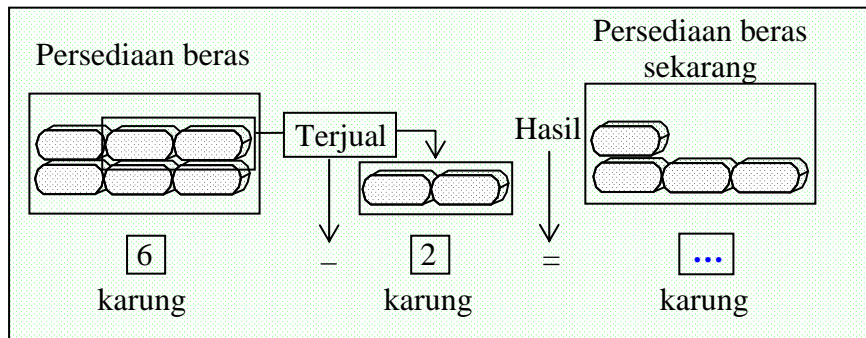 Persediaan beras
Persediaan beras
sekarang
Terjual
Hasil
6 – 2 = ...
karung karung karung